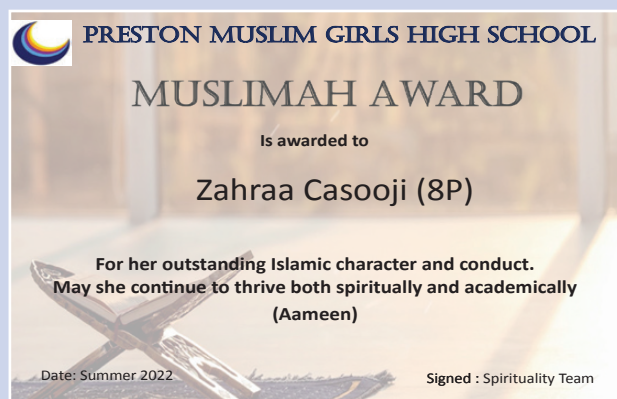 PRESTON MUSLIM GIRLS HIGH SCHOOL
MUSLIMAH AWARD
Is awarded to
Zahraa Casooji (8P)
For her outstanding Islamic character and conduct.
May she continue to thrive both spiritually and academically
(Aameen)
Date: Summer 2022
Signed : Spirituality Team